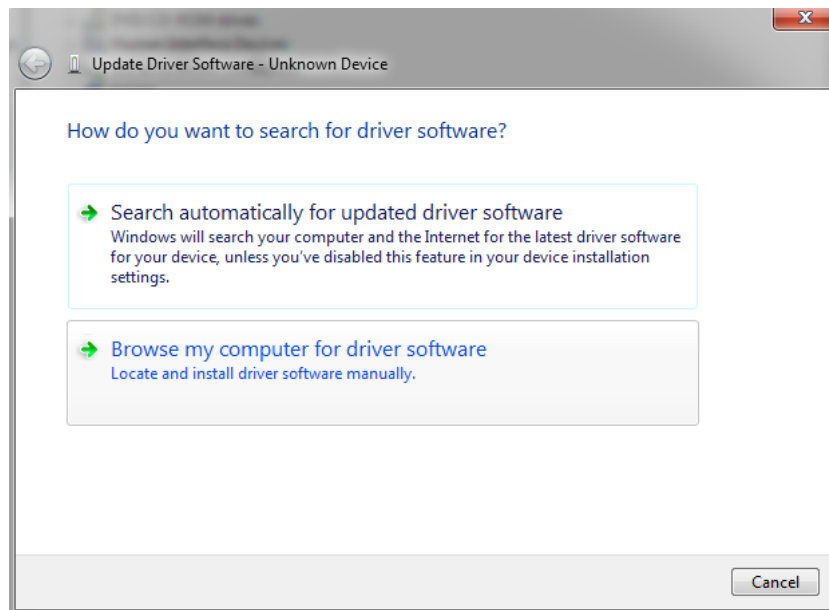 Update Driver Software - Unknown Device
How do you want to search for driver software?
Search automatically for updated driver software
Windows will search your computer and the Internet for the latest driver software
for your device, unless you've disabled this feature in your device installation
settings.
Browse my computer for driver software
Locate and install driver software manually.
Cancel